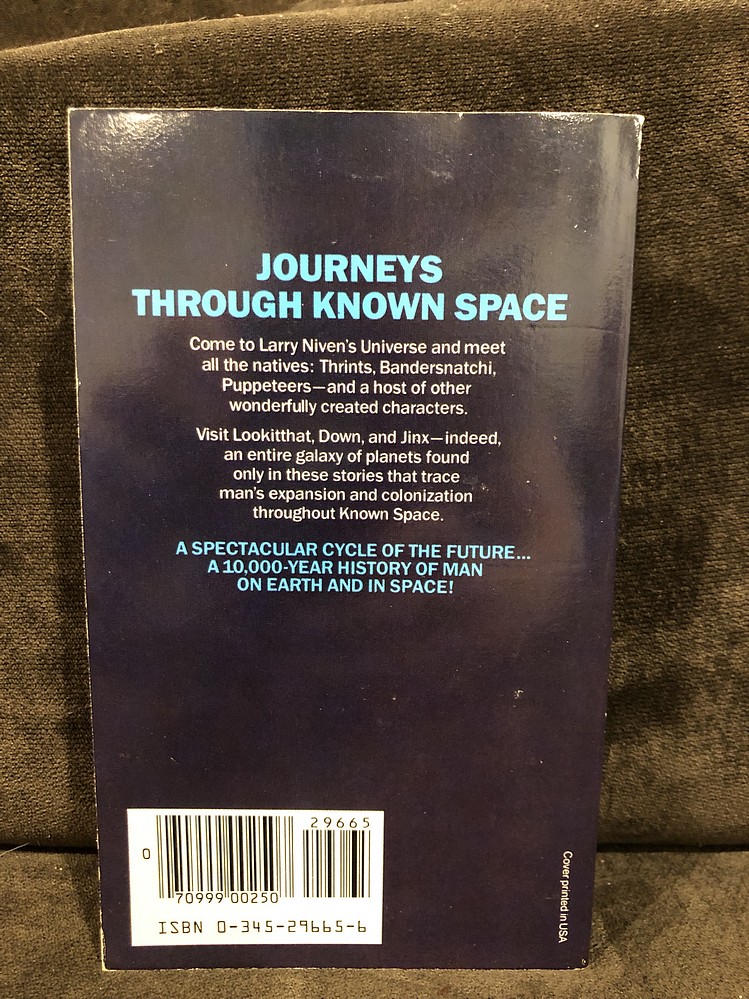 JOURNEYS
THROUGH KNOWN SPACE
Come to Larry Niven's Universe and meet
all the natives: Thrints, Bandersnatchi,
Puppeteers—and a host of other
wonderfully created characters.
Visit Lookitthat, Down, and Jinx—indeed,
an entire galaxy of planets found
only in these stories that trace
man's expansion and colonization
throughout Known Space.
A SPECTACULAR CYCLE OF THE FUTURE...
A 10,000-YEAR HISTORY OF MAN
ON EARTH AND IN SPACE!
29665
0
70999 00250
ISBN 0-345-29665-6
Cover printed in USA